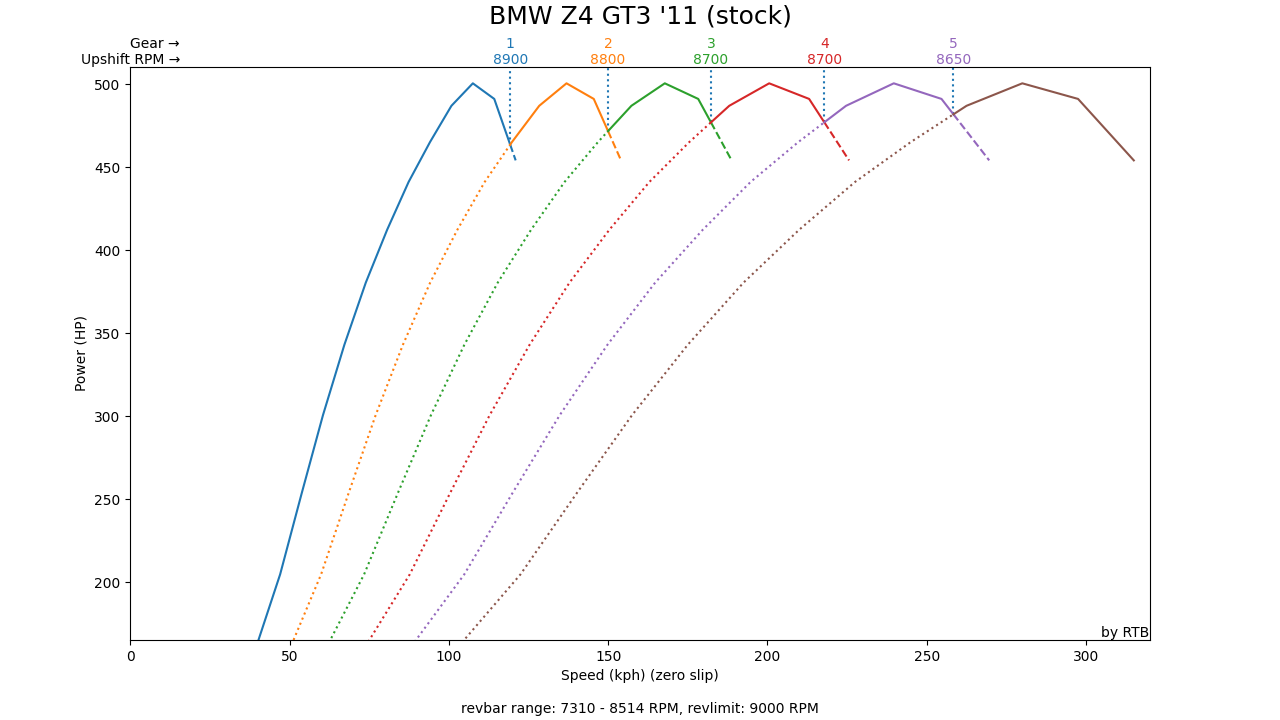 BMW Z4 GT3 '11 (stock)
Gear → 1 2 3 4 5
Upshift RPM → 8900 8800 8700 8700 8650
500
450
400
350
300
250
200
Power (HP)
by RTB
0 50 100 150 200 250 300
Speed (kph) (zero slip)
revbar range: 7310 - 8514 RPM, revlimit: 9000 RPM